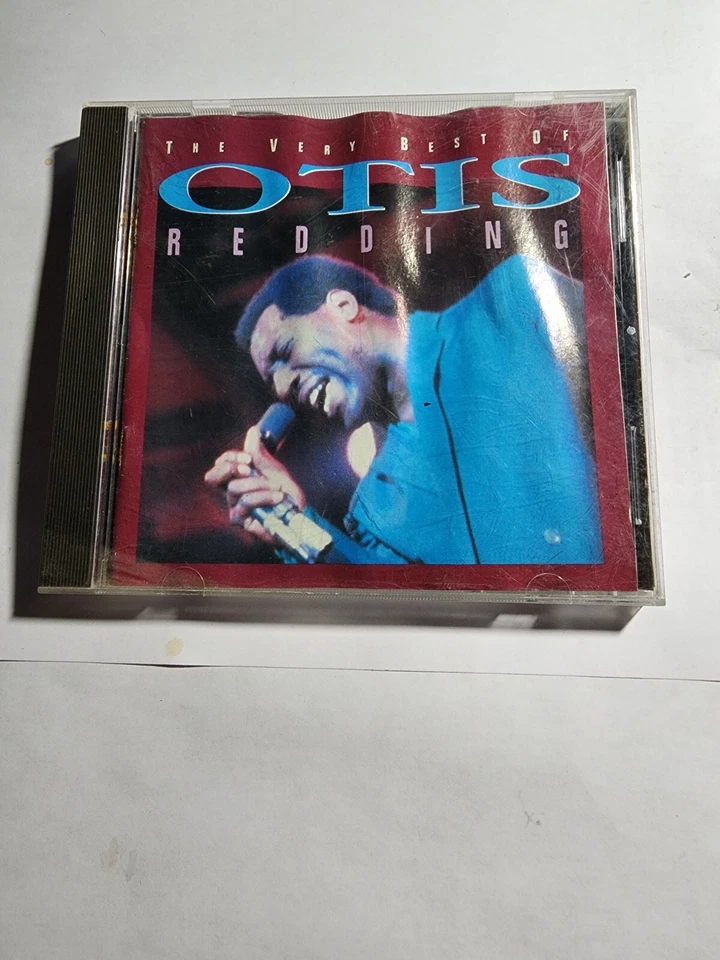 THE VERY BEST OF
OTIS
REDDING